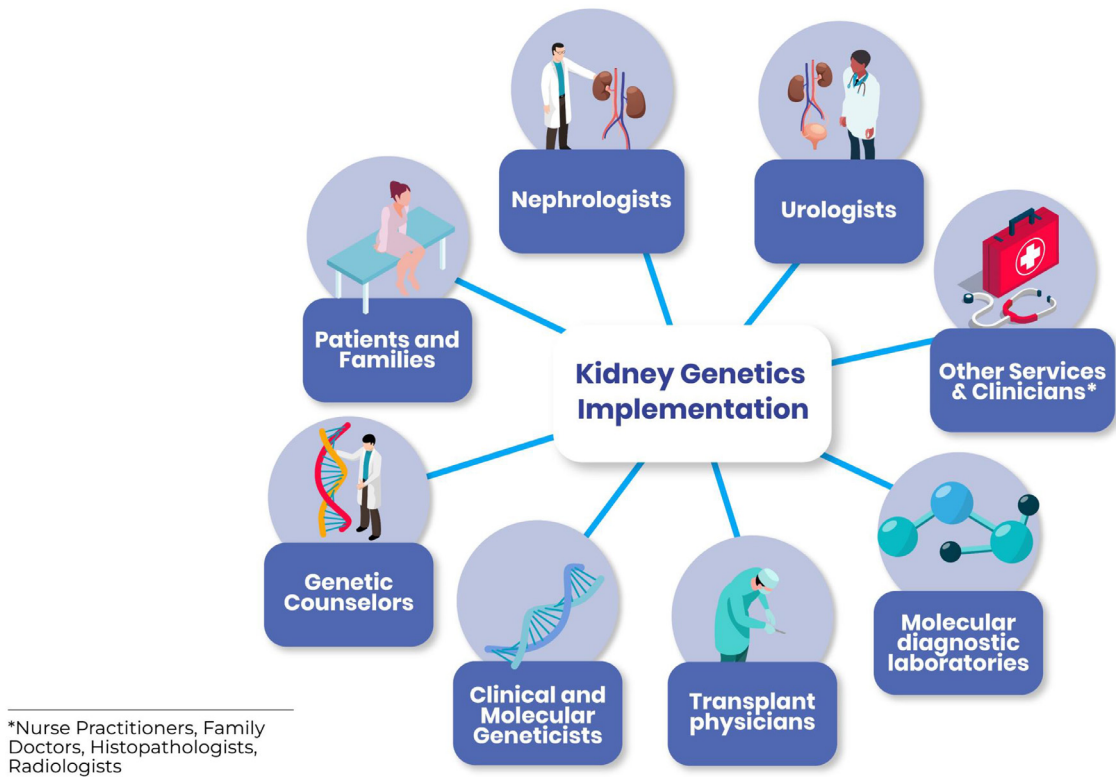 Nephrologists
Urologists
Patients and
Families
Kidney Genetics
Implementation
Other Services
& Clinicians*
Genetic
Counselors
Clinical and
Molecular
Geneticists
Transplant
physicians
Molecular
diagnostic
laboratories
*Nurse Practitioners, Family
Doctors, Histopathologists,
Radiologists